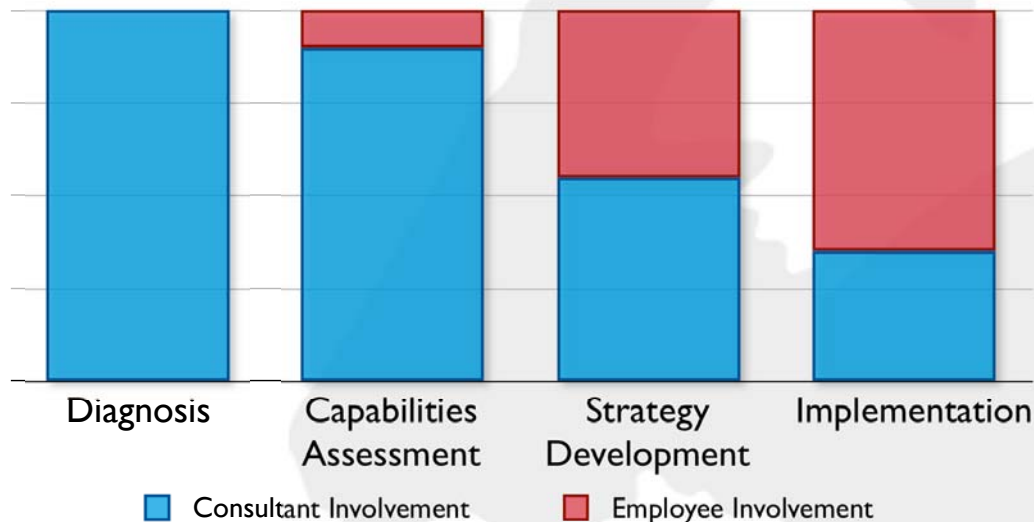 Diagnosis
Capabilities
Assessment
Strategy
Development
Implementation
Consultant Involvement
Employee Involvement